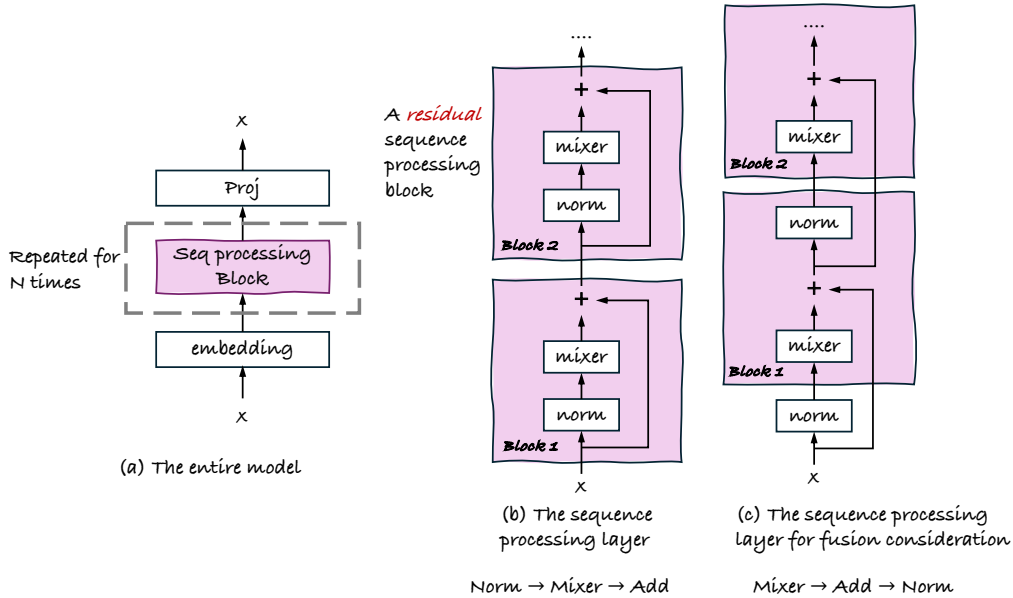 x
Proj
Repeated for
N times
Seq processing
Block
embedding
x
(a) The entire model
A residual
sequence
processing
block
....
+
mixer
norm
Block 2
+
mixer
norm
Block 1
x
(b) The sequence
processing layer
Norm → Mixer → Add
....
+
mixer
Block 2
norm
+
mixer
Block 1
norm
x
(c) The sequence processing
layer for fusion consideration
Mixer → Add → Norm